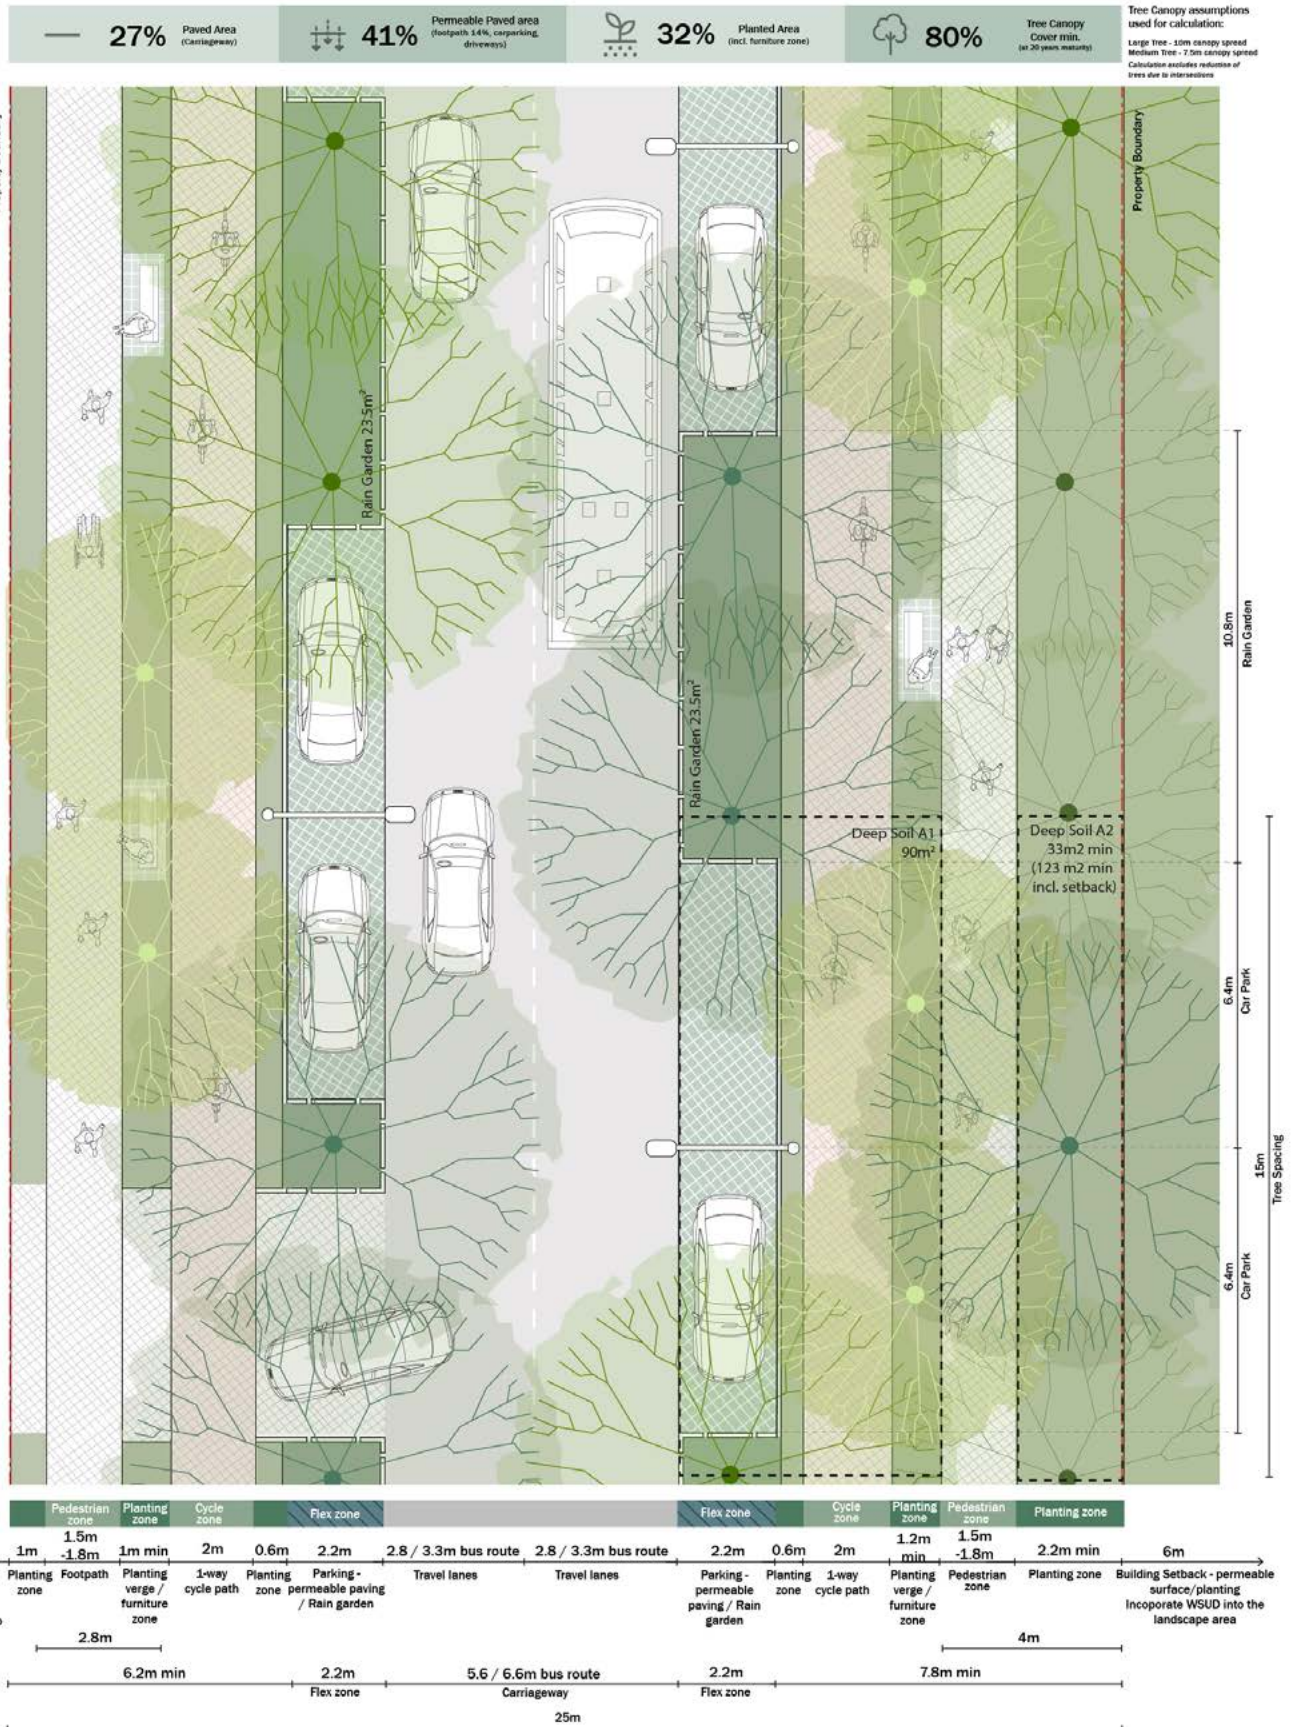 27%
Paved Area
(Carriageway)
41%
Permeable Paved area
(footpath 14%, carparking,
driveways)
32%
Planted Area
(incl. furniture zone)
80%
Tree Canopy
Cover min.
(at 20 years maturity)
Tree Canopy assumptions
used for calculation:
Large Tree - 10m canopy spread
Medium Tree - 7.5m canopy spread
Calculation excludes reduction of
trees due to intersections
Property Boundary
Rain Garden 23.5m²
Rain Garden 23.5m²
10.8m
Rain Garden
Deep Soil A1
90m²
Deep Soil A2
33m2 min
(123 m2 min
incl. setback)
6.4m
Car Park
15m
Tree Spacing
6.4m
Car Park
Pedestrian
zone
Planting
zone
Cycle
zone
Flex zone
Flex zone
Cycle
zone
Planting
zone
Pedestrian
zone
Planting zone
1m
1.5m
-1.8m
1m min
2m
0.6m
2.2m
2.8 / 3.3m bus route
2.8 / 3.3m bus route
2.2m
0.6m
2m
1.2m
min
1.5m
-1.8m
2.2m min
6m
Planting
zone
Footpath
Planting
verge /
furniture
zone
1-way
cycle path
Planting
zone
Parking -
permeable paving
/ Rain garden
Travel lanes
Travel lanes
Parking -
permeable
paving / Rain
garden
Planting
zone
1-way
cycle path
Planting
verge /
furniture
zone
Pedestrian
zone
Planting zone
Building Setback - permeable
surface/planting
Incoporate WSUD into the
landscape area
2.8m
4m
6.2m min
2.2m
Flex zone
5.6 / 6.6m bus route
Carriageway
2.2m
Flex zone
7.8m min
25m